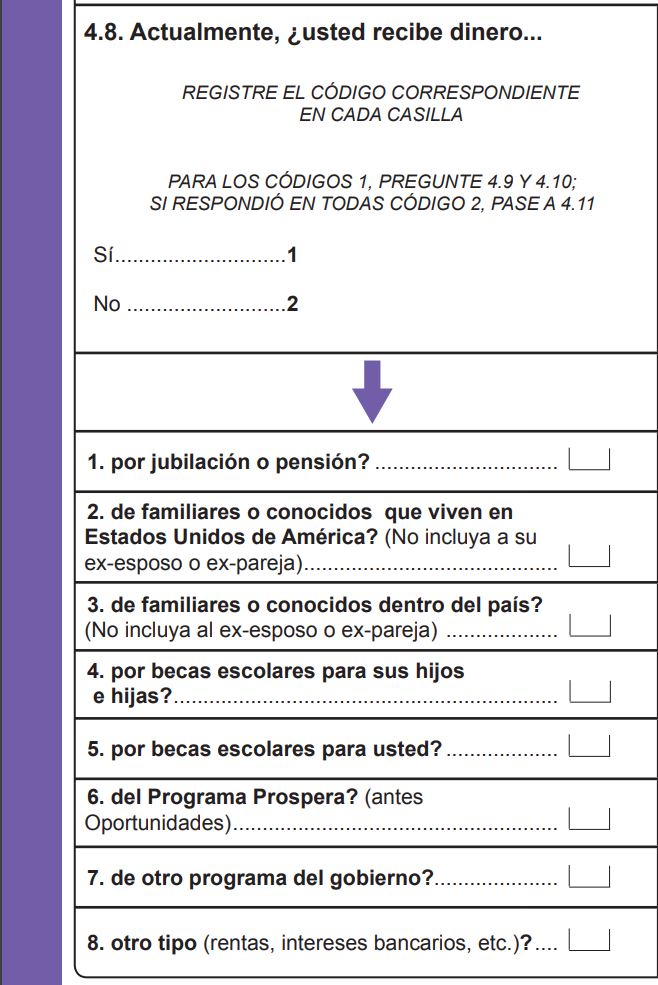 4.8. Actualmente, ¿usted recibe dinero...
REGISTRE EL CÓDIGO CORRESPONDIENTE
EN CADA CASILLA
PARA LOS CÓDIGOS 1, PREGUNTE 4.9 Y 4.10;
SI RESPONDIÓ EN TODAS CÓDIGO 2, PASE A 4.11
Sí.............................1
No ...........................2
1. por jubilación o pensión? ...............................
2. de familiares o conocidos que viven en
Estados Unidos de América? (No incluya a su
ex-esposo o ex-pareja)...........................................
3. de familiares o conocidos dentro del país?
(No incluya al ex-esposo o ex-pareja) ...................
4. por becas escolares para sus hijos
e hijas?.................................................................
5. por becas escolares para usted? ...................
6. del Programa Prospera? (antes
Oportunidades).......................................................
7. de otro programa del gobierno?.....................
8. otro tipo (rentas, intereses bancarios, etc.)?....